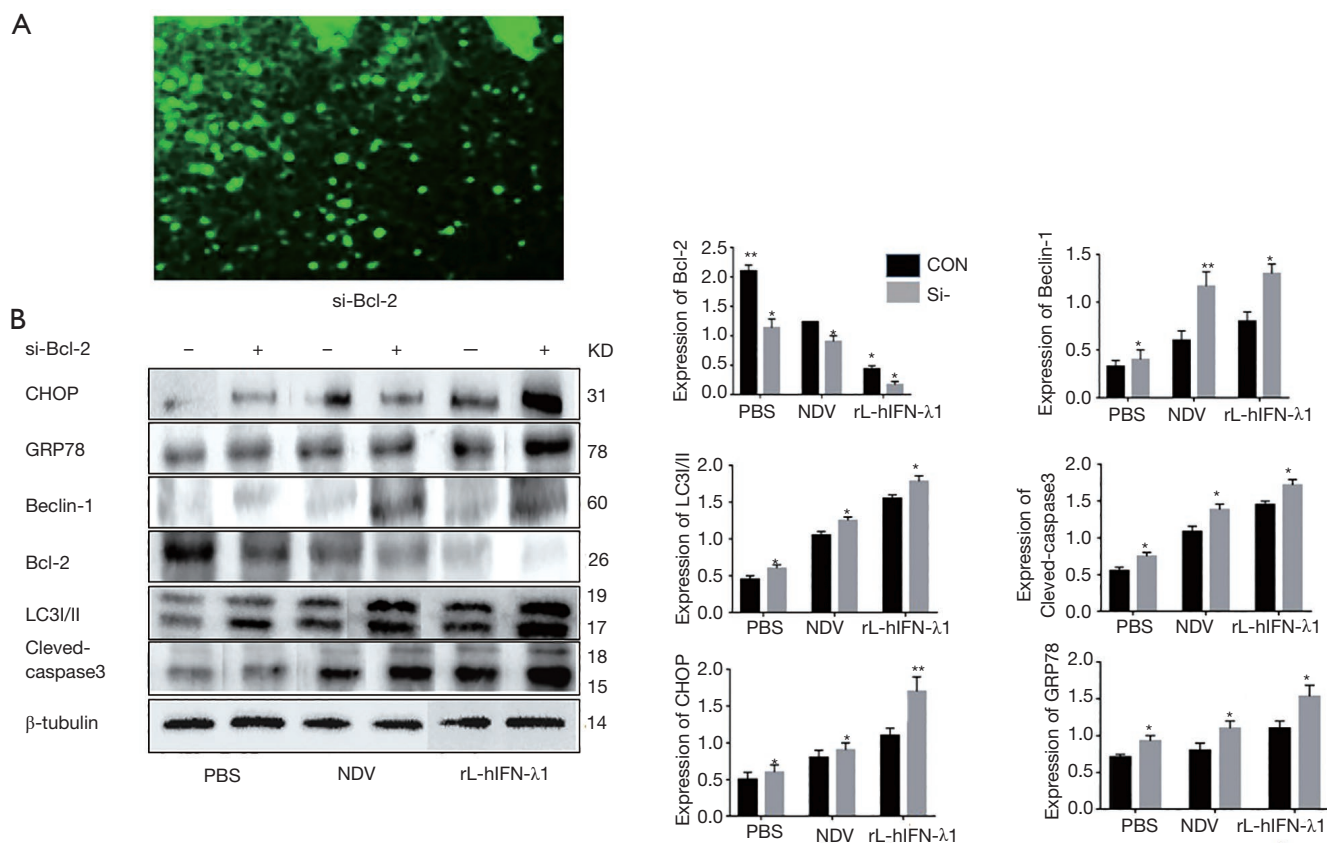 A
si-Bcl-2
B
si-Bcl-2 – + – + — + KD
CHOP 31
GRP78 78
Beclin-1 60
Bcl-2 26
LC3I/II 19
17
Cleved-
caspase3 18
15
β-tubulin 14
PBS NDV rL-hIFN-λ1
Expression of Bcl-2
2.5
2.0
1.5
1.0
0.5
0.0
** * * * *
PBS NDV rL-hIFN-λ1
CON
Si-
Expression of Beclin-1
1.5
1.0
0.5
0.0
* ** *
PBS NDV rL-hIFN-λ1
Expression of LC3I/II
2.0
1.5
1.0
0.5
0.0
* * *
PBS NDV rL-hIFN-λ1
Expression of
Cleved-caspase3
2.0
1.5
1.0
0.5
0.0
* * *
PBS NDV rL-hIFN-λ1
Expression of CHOP
2.0
1.5
1.0
0.5
0.0
* * **
PBS NDV rL-hIFN-λ1
Expression of GRP78
2.0
1.5
1.0
0.5
0.0
* * *
PBS NDV rL-hIFN-λ1